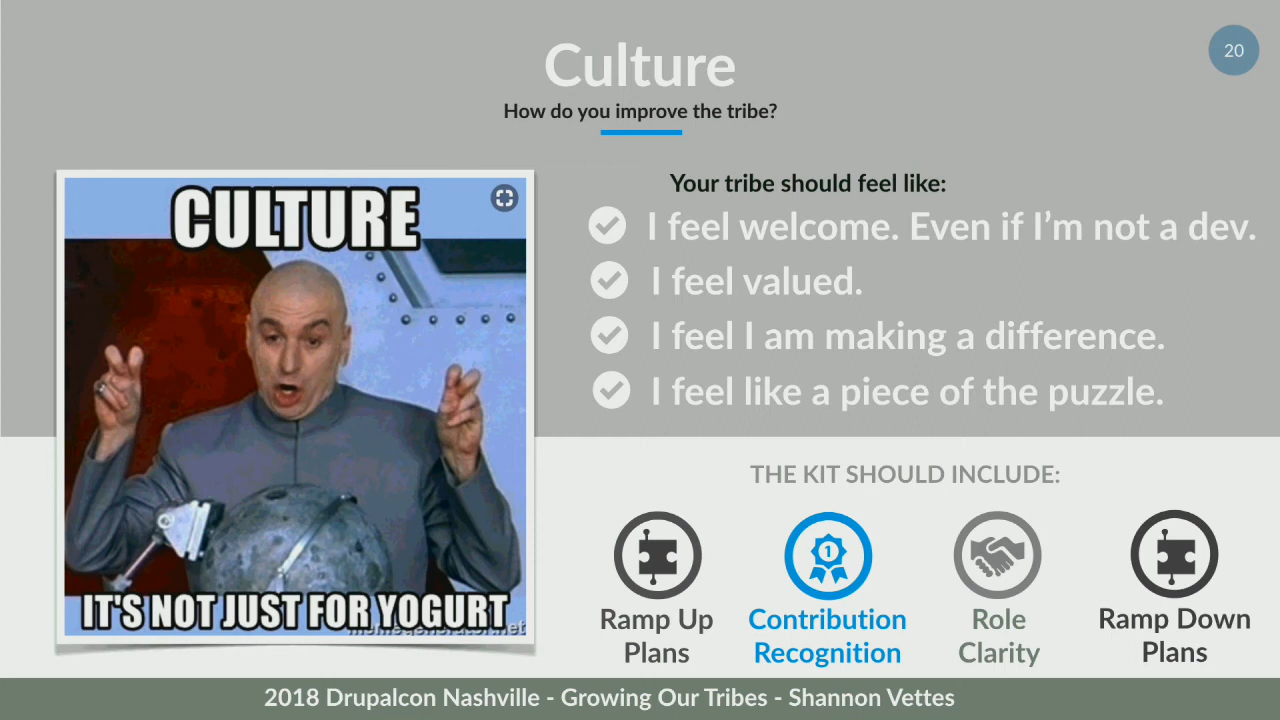 Culture
20
How do you improve the tribe?
CULTURE
IT'S NOT JUST FOR YOGURT
memegenerator.net
Your tribe should feel like:
I feel welcome. Even if I’m not a dev.
I feel valued.
I feel I am making a difference.
I feel like a piece of the puzzle.
THE KIT SHOULD INCLUDE:
1
Ramp Up
Plans
Contribution
Recognition
Role
Clarity
Ramp Down
Plans
2018 Drupalcon Nashville - Growing Our Tribes - Shannon Vettes